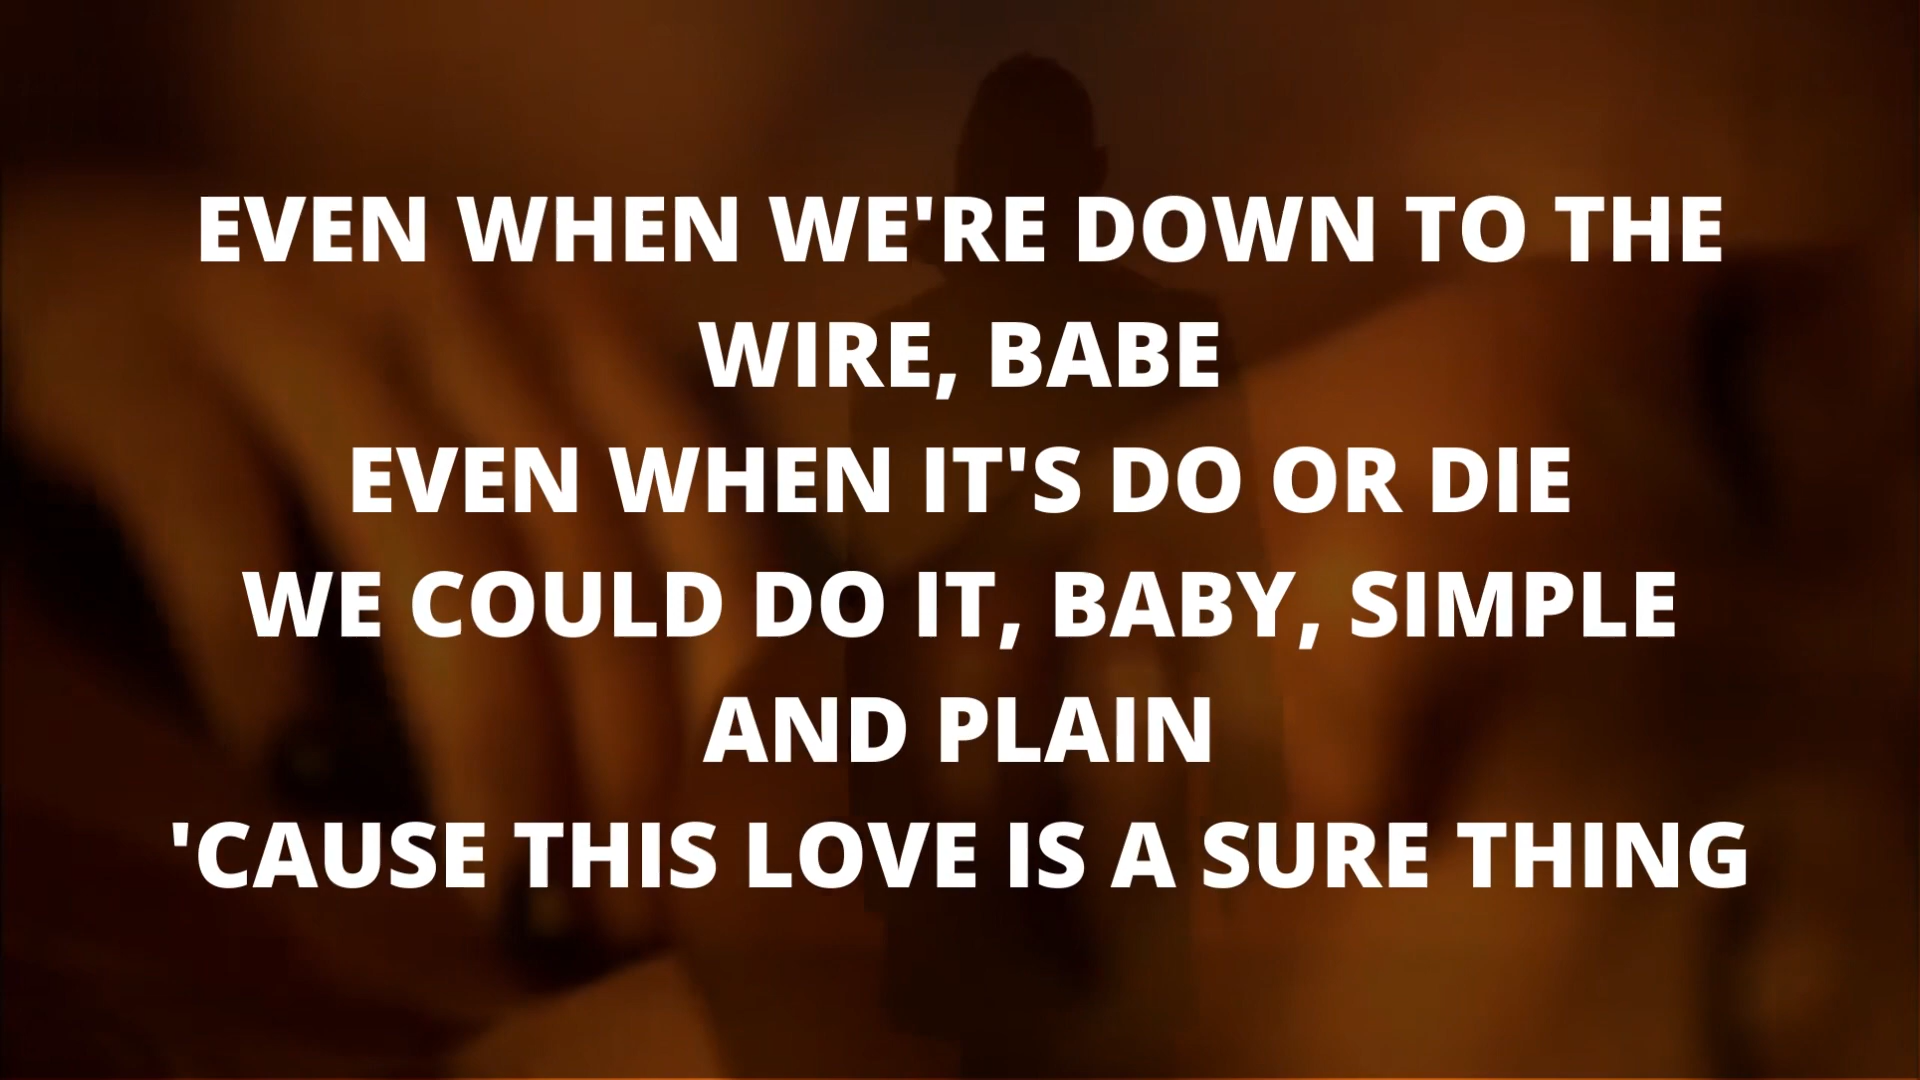 EVEN WHEN WE'RE DOWN TO THE
WIRE, BABE
EVEN WHEN IT'S DO OR DIE
WE COULD DO IT, BABY, SIMPLE
AND PLAIN
'CAUSE THIS LOVE IS A SURE THING